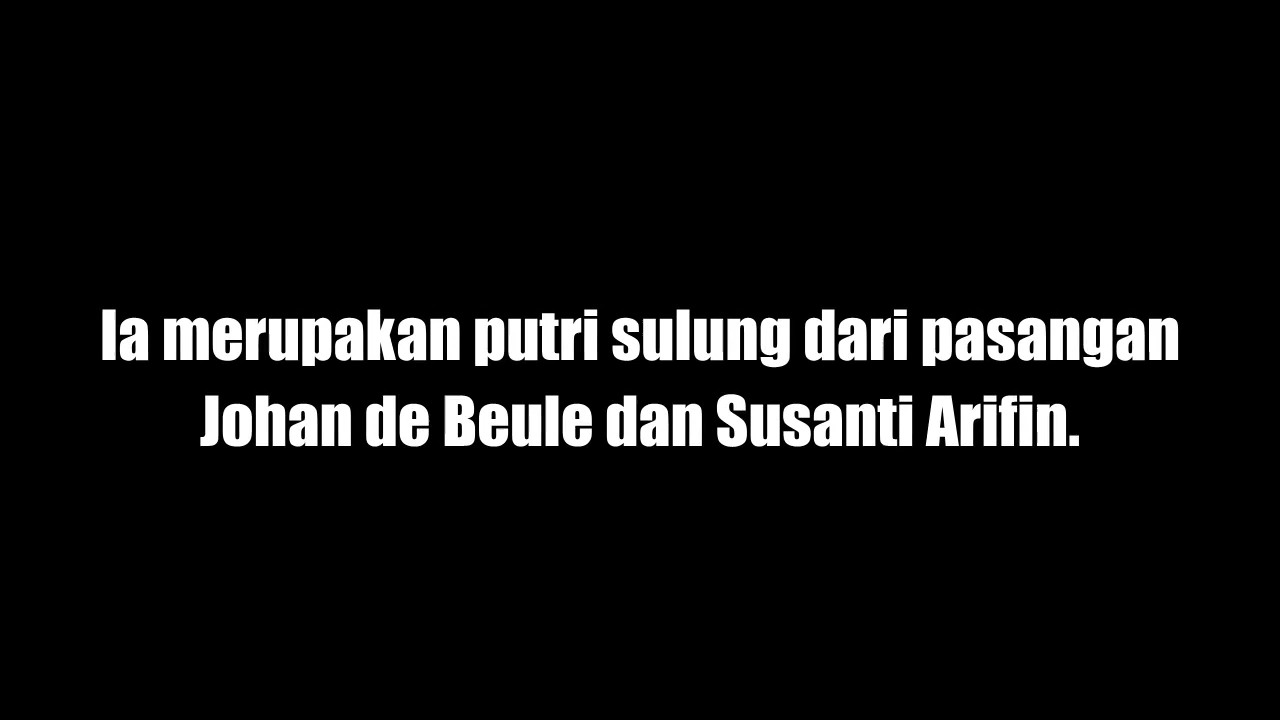 Ia merupakan putri sulung dari pasangan
Johan de Beule dan Susanti Arifin.